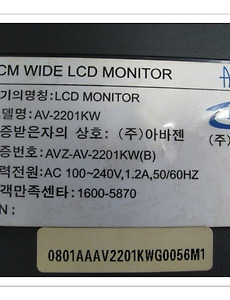 CM WIDE LCD MONITOR
기의명칭: LCD MONITOR
델명: AV-2201KW
증받은자의 상호: (주)아바젠
증번호: AVZ-AV-2201KW(B)
(주)
력전원: AC 100~240V,1.2A,50/60HZ
객만족센타: 1600-5870
0801AAAV2201KWG0056M1